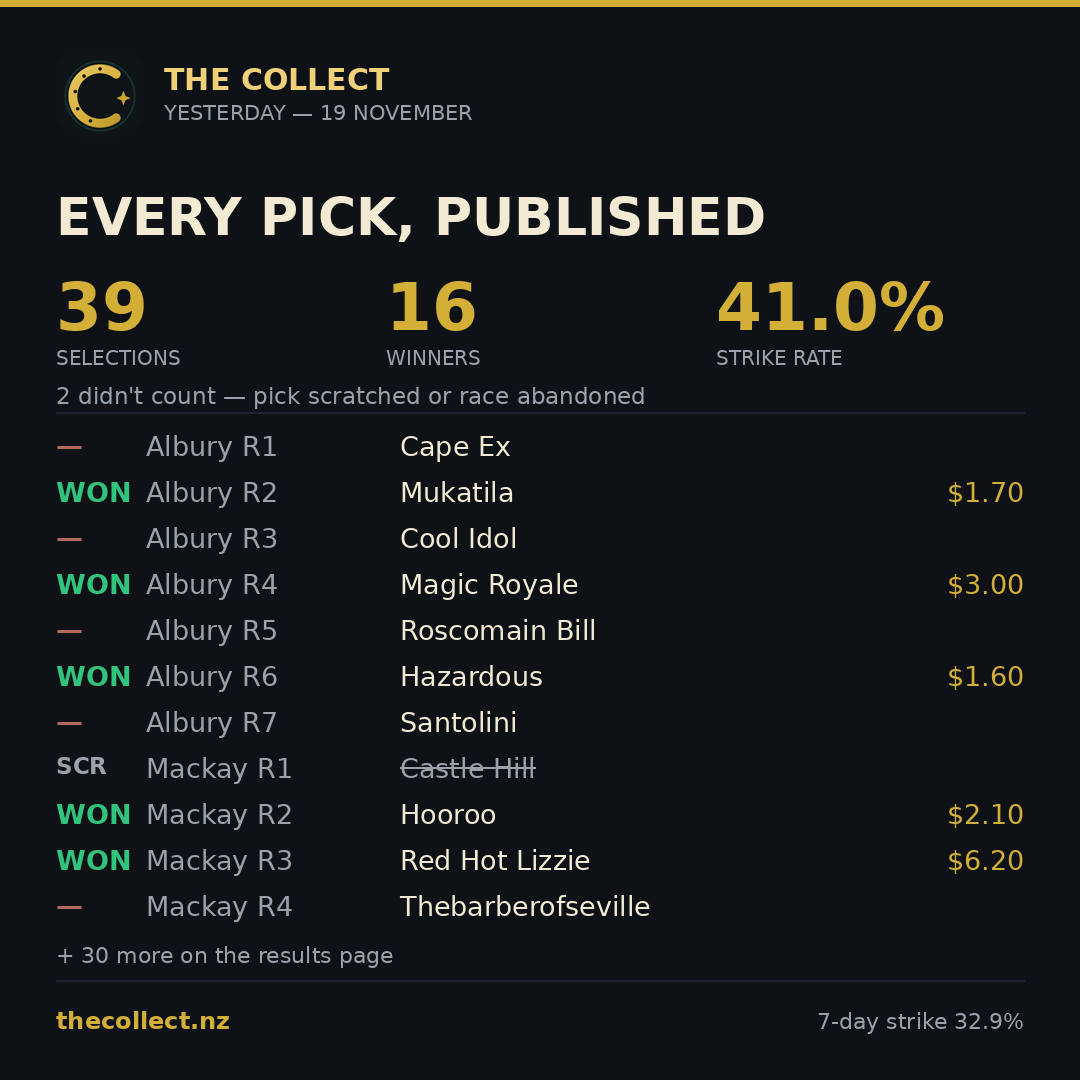 THE COLLECT
YESTERDAY — 19 NOVEMBER
EVERY PICK, PUBLISHED
39 16 41.0%
SELECTIONS WINNERS STRIKE RATE
2 didn't count — pick scratched or race abandoned
— Albury R1 Cape Ex
WON Albury R2 Mukatila $1.70
— Albury R3 Cool Idol
WON Albury R4 Magic Royale $3.00
— Albury R5 Roscomain Bill
WON Albury R6 Hazardous $1.60
— Albury R7 Santolini
SCR Mackay R1 Castle Hill
WON Mackay R2 Hooroo $2.10
WON Mackay R3 Red Hot Lizzie $6.20
— Mackay R4 Thebarberofseville
+ 30 more on the results page
thecollect.nz 7-day strike 32.9%